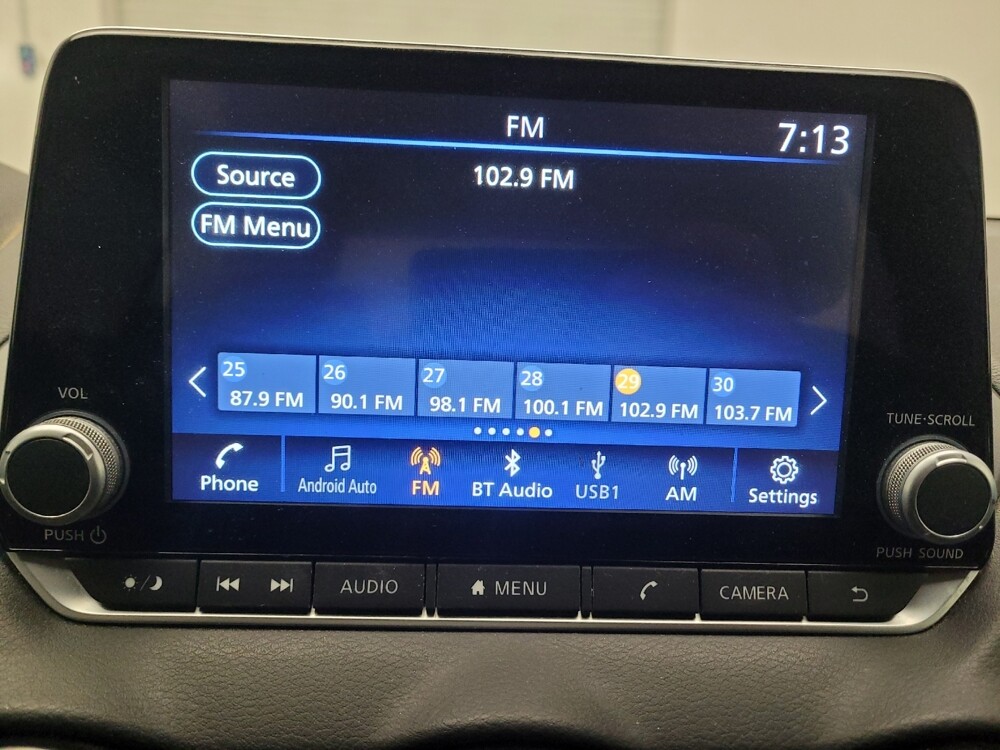 FM
7:13
Source
102.9 FM
FM Menu
25
26
27
28
29
30
87.9 FM
90.1 FM
98.1 FM
100.1 FM
102.9 FM
103.7 FM
VOL
TUNE·SCROLL
Phone
Android Auto
FM
BT Audio
USB1
AM
Settings
PUSH
PUSH SOUND
AUDIO
MENU
CAMERA